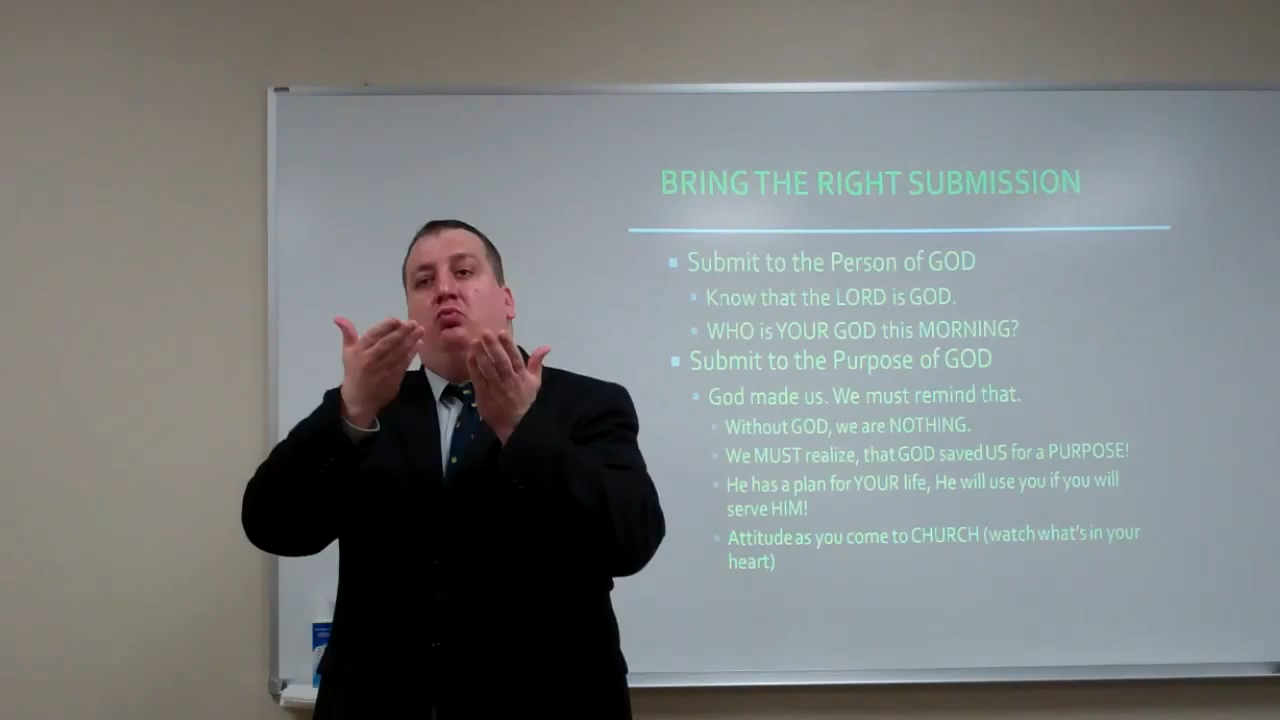 BRING THE RIGHT SUBMISSION
Submit to the Person of GOD
Know that the LORD is GOD.
WHO is YOUR GOD this MORNING?
Submit to the Purpose of GOD
God made us. We must remind that.
Without GOD, we are NOTHING.
We MUST realize, that GOD saved US for a PURPOSE!
He has a plan for YOUR life, He will use you if you will
serve HIM!
Attitude as you come to CHURCH (watch what's in your
heart)